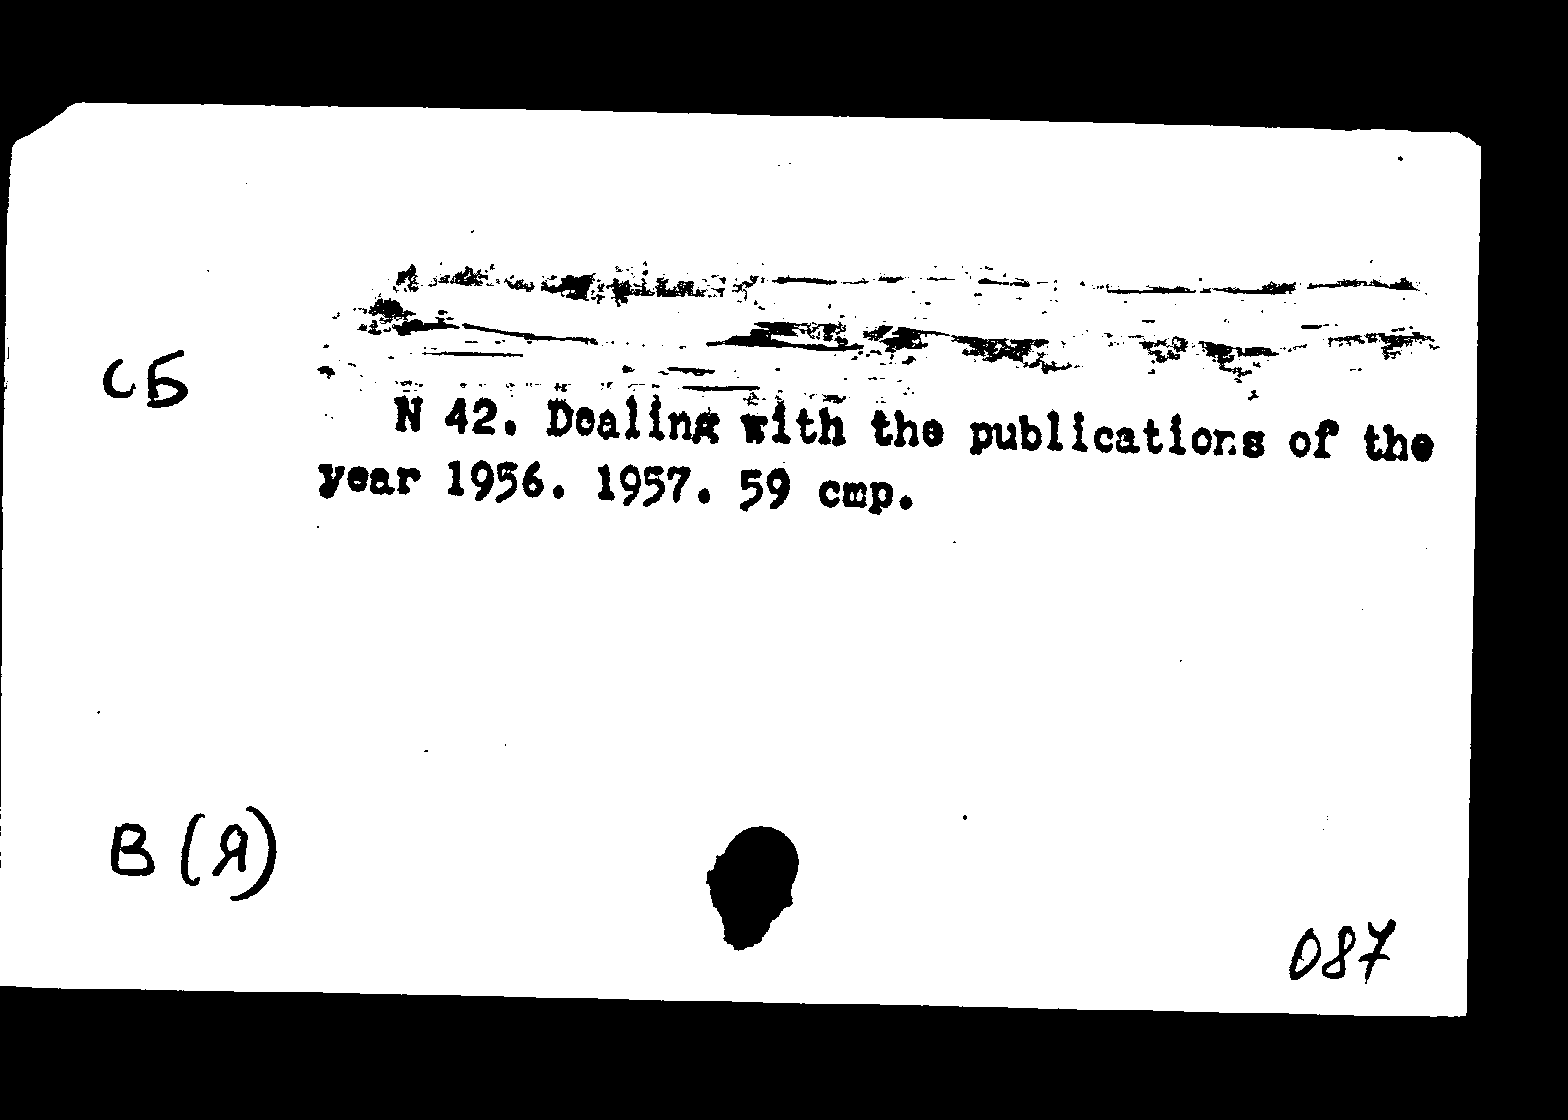 СБ
N 42. Dealing with the publications of the
year 1956. 1957. 59 стр.
В (Я)
087